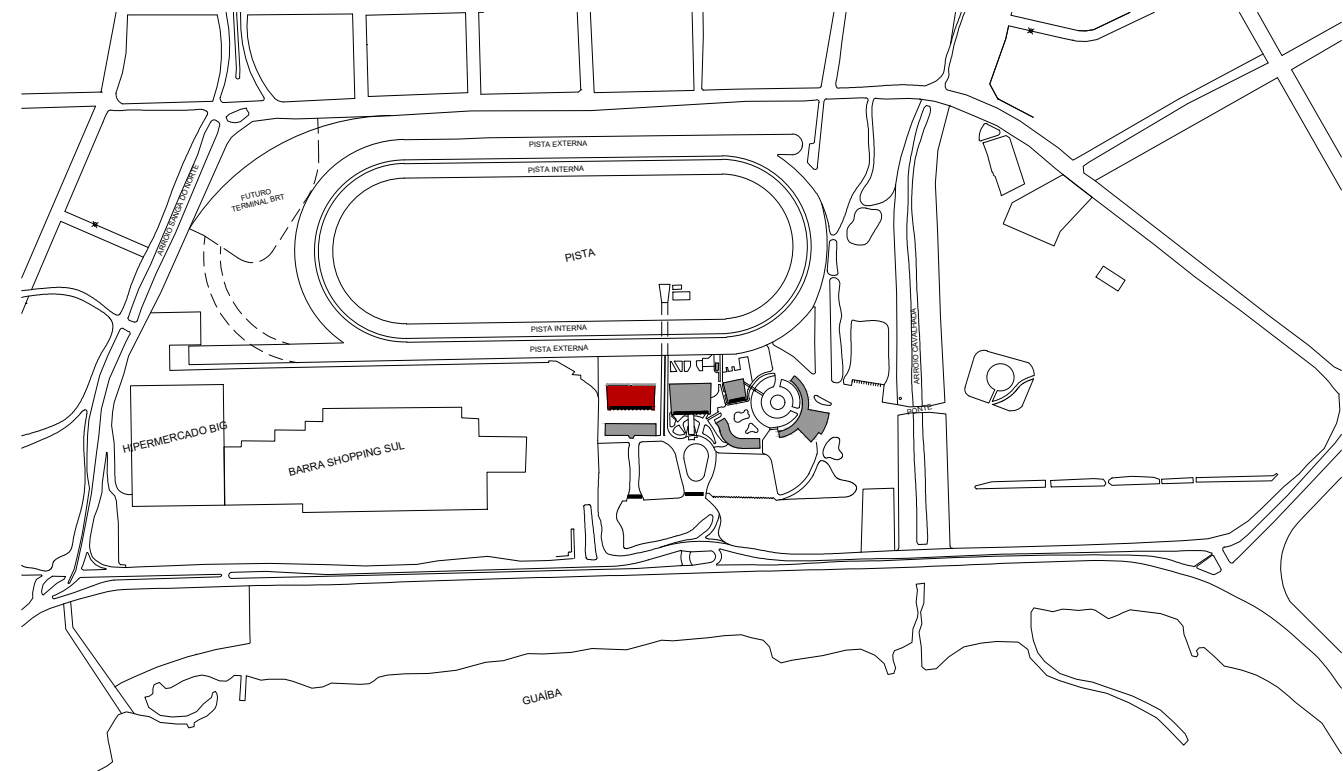 PISTA EXTERNA
PISTA INTERNA
ARROIO SANGA DO NORTE
FUTURO
TERMINAL BRT
PISTA
PISTA INTERNA
PISTA EXTERNA
ARROIO CAVALHADA
PONTE
HIPERMERCADO BIG
BARRA SHOPPING SUL
GUAÍBA